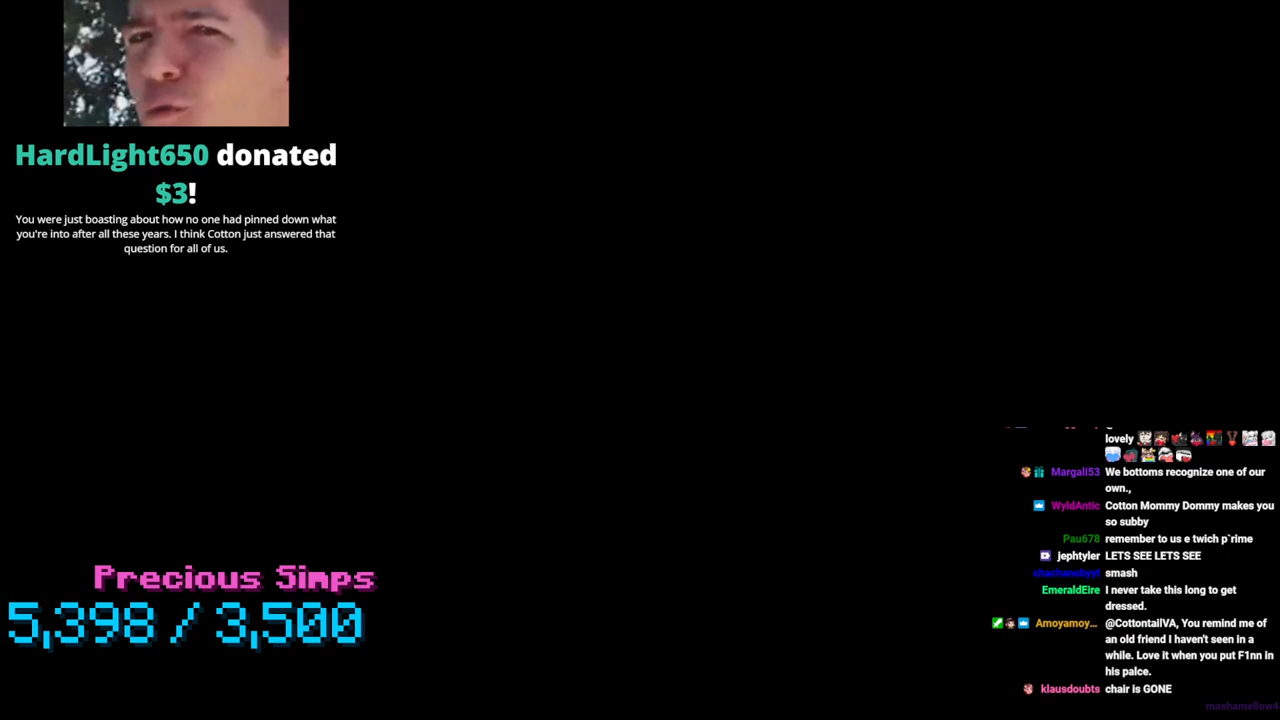 HardLight650 donated
$3!
You were just boasting about how no one had pinned down what
you're into after all these years. I think Cotton just answered that
question for all of us.
Precious Simps
5,398 / 3,500
lovely
Margali53 We bottoms recognize one of our
own.,
WyldAntic Cotton Mommy Dommy makes you
so subby
Pau678 remember to us e twich p`rime
jephtyler LETS SEE LETS SEE
chachanobyyt smash
EmeraldEire I never take this long to get
dressed.
Amoyamoy... @CottontailVA, You remind me of
an old friend I haven't seen in a
while. Love it when you put F1nn in
his palce.
klausdoubts chair is GONE
mashamellow4